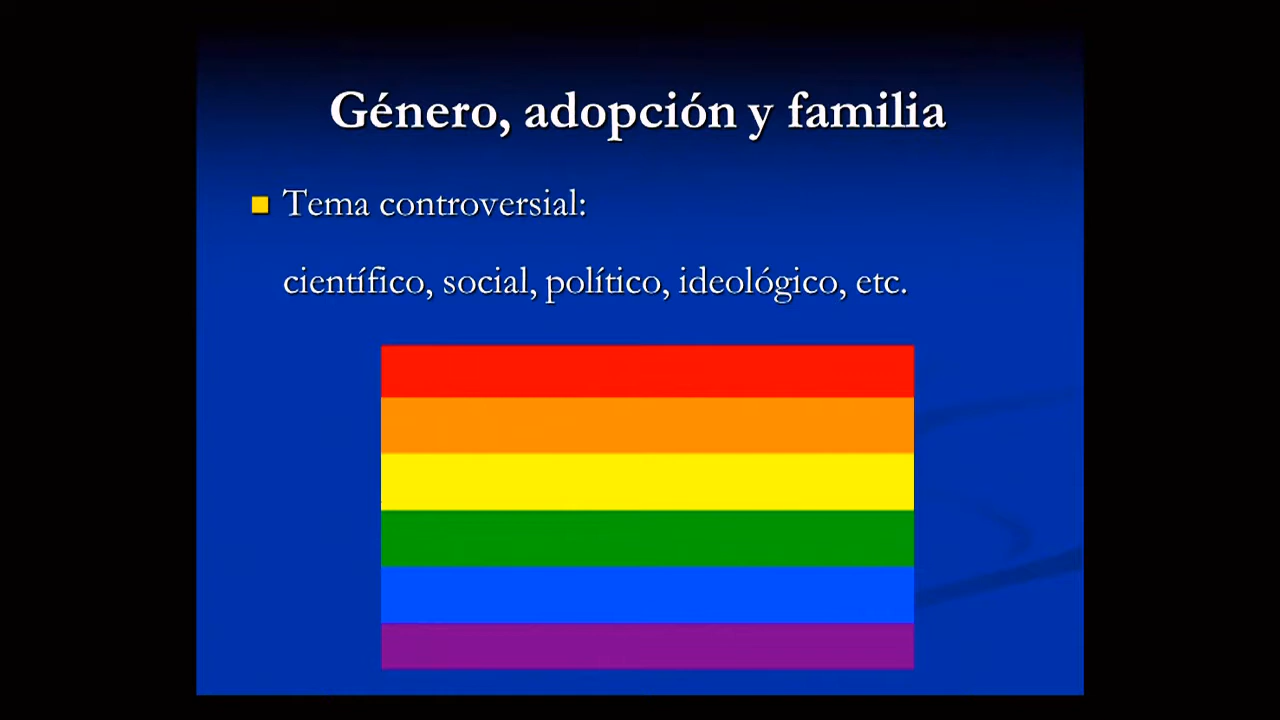 Género, adopción y familia
Tema controversial:
científico, social, político, ideológico, etc.